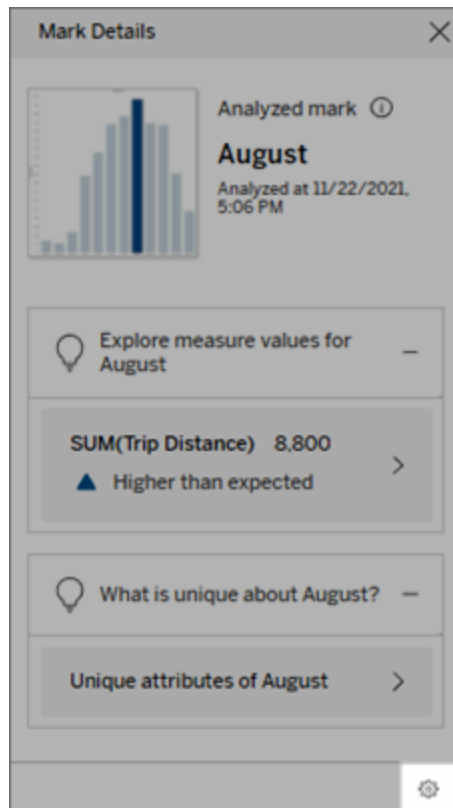 Mark Details
Analyzed mark
August
Analyzed at 11/22/2021,
5:06 PM
Explore measure values for
August
SUM(Trip Distance) 8,800
Higher than expected
What is unique about August?
Unique attributes of August